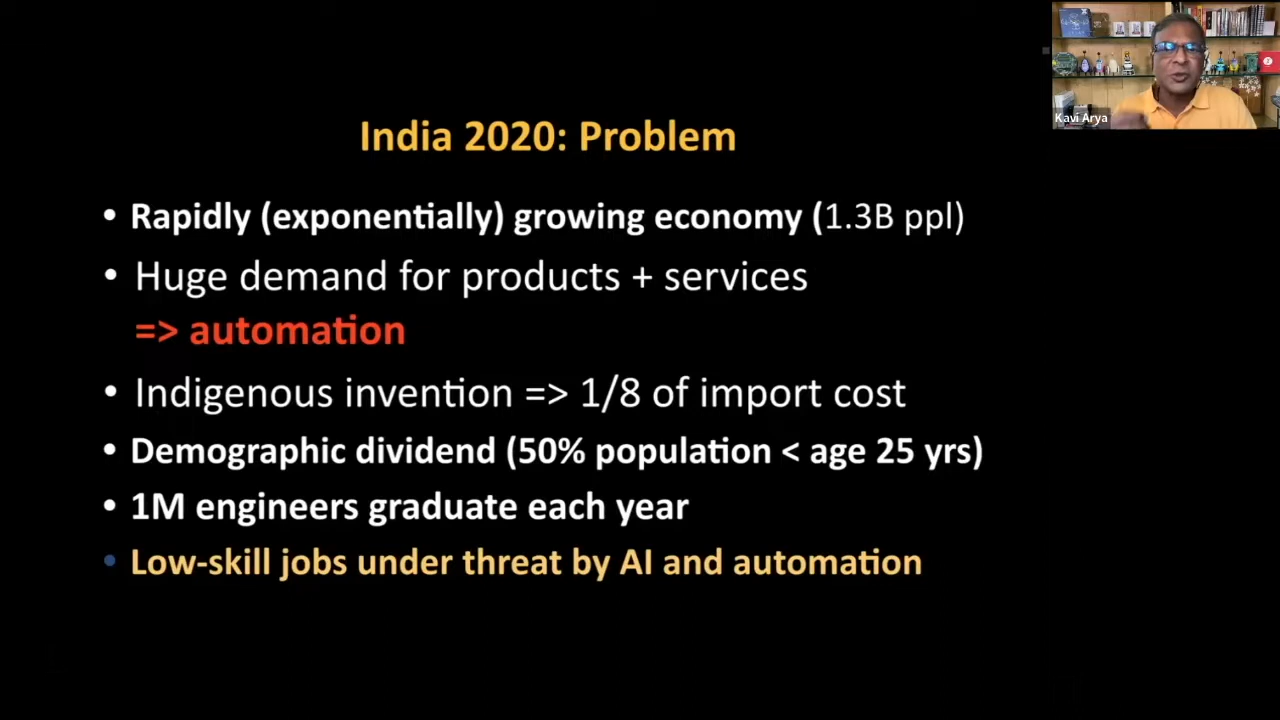 India 2020: Problem
• Rapidly (exponentially) growing economy (1.3B ppl)
• Huge demand for products + services
=> automation
• Indigenous invention => 1/8 of import cost
• Demographic dividend (50% population < age 25 yrs)
• 1M engineers graduate each year
• Low-skill jobs under threat by AI and automation
Kavi Arya